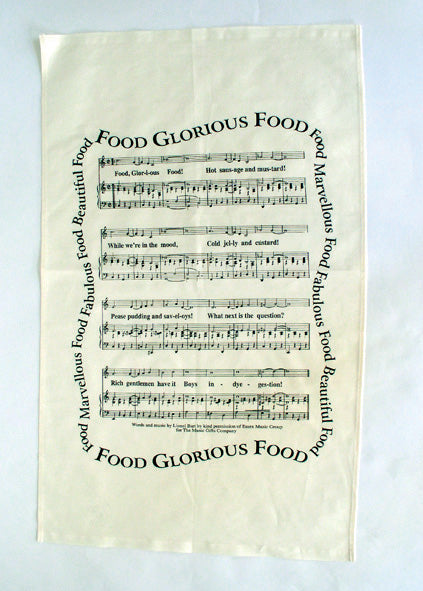 FOOD GLORIOUS FOOD
Food Marvellous Food Fabulous Food Beautiful Food
Food, Glor-i-ous Food! Hot saus-age and mus-tard!
While we're in the mood, Cold jel-ly and custard!
Pease pudding and sav-el-oys! What next is the question?
Rich gentlemen have it Boys in - dye - ges-tion!
Words and music by Lionel Bart by kind permission of Essex Music Group
for The Music Gifts Company
FOOD GLORIOUS FOOD
Food Marvellous Food Fabulous Food Beautiful Food